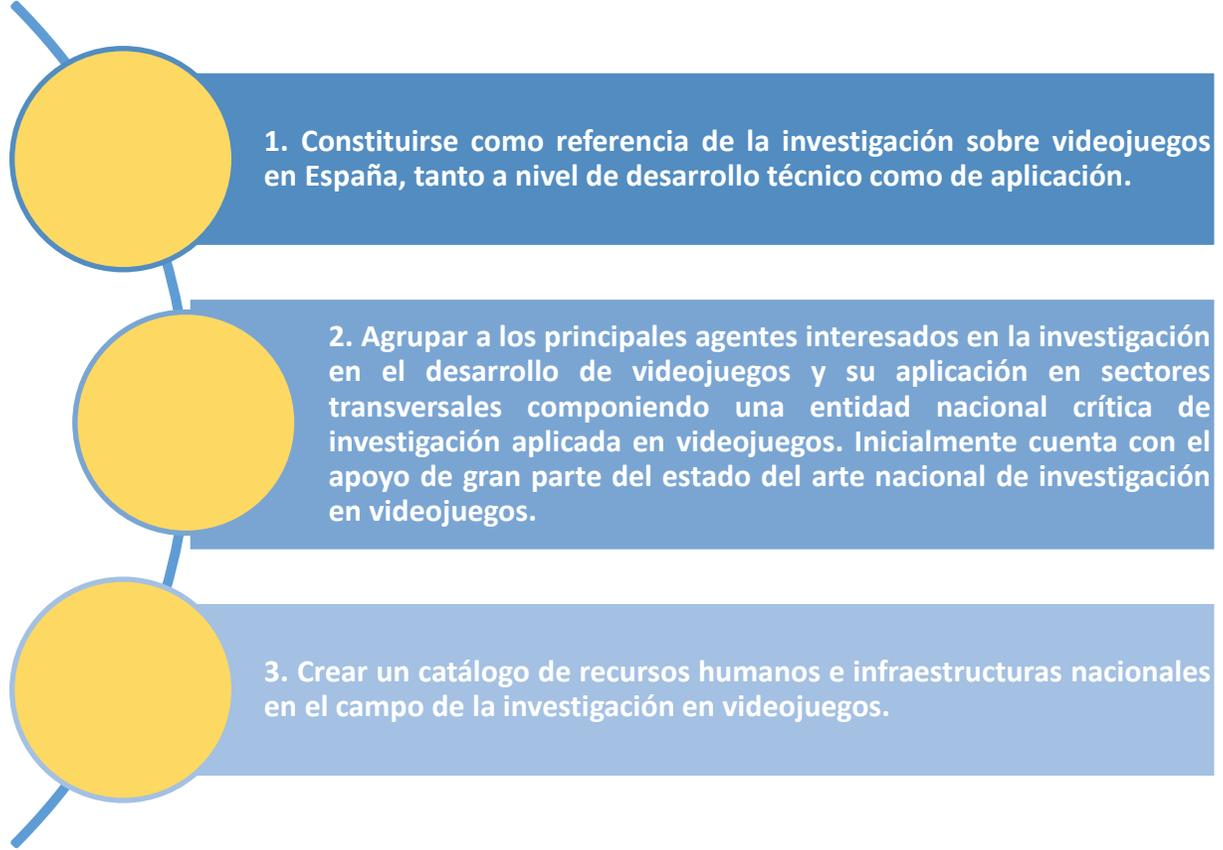 1. Constituirse como referencia de la investigación sobre videojuegos
en España, tanto a nivel de desarrollo técnico como de aplicación.
2. Agrupar a los principales agentes interesados en la investigación
en el desarrollo de videojuegos y su aplicación en sectores
transversales componiendo una entidad nacional crítica de
investigación aplicada en videojuegos. Inicialmente cuenta con el
apoyo de gran parte del estado del arte nacional de investigación
en videojuegos.
3. Crear un catálogo de recursos humanos e infraestructuras nacionales
en el campo de la investigación en videojuegos.